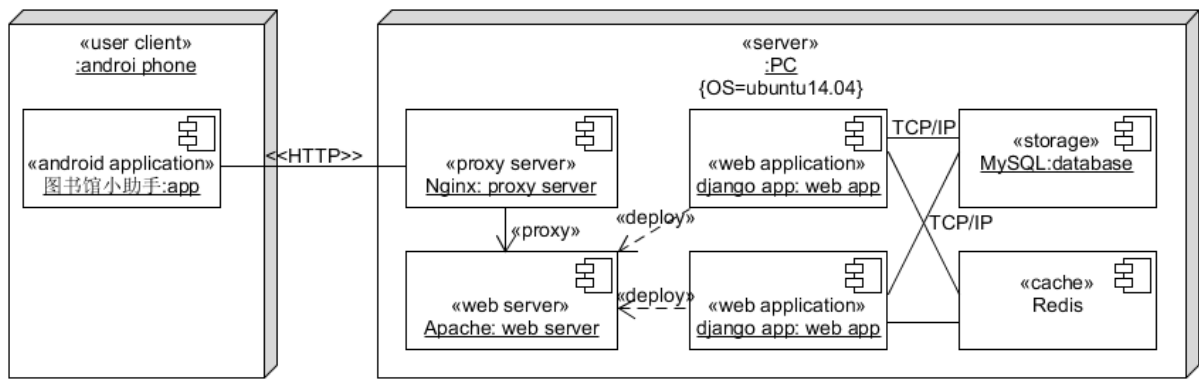 «user client»
:androi phone
«android application»
图书馆小助手:app
<<HTTP>>
«server»
:PC
{OS=ubuntu14.04}
«proxy server»
Nginx: proxy server
«proxy»
«web server»
Apache: web server
«web application»
django app: web app
«deploy»
«web application»
django app: web app
«deploy»
TCP/IP
TCP/IP
«storage»
MySQL:database
«cache»
Redis